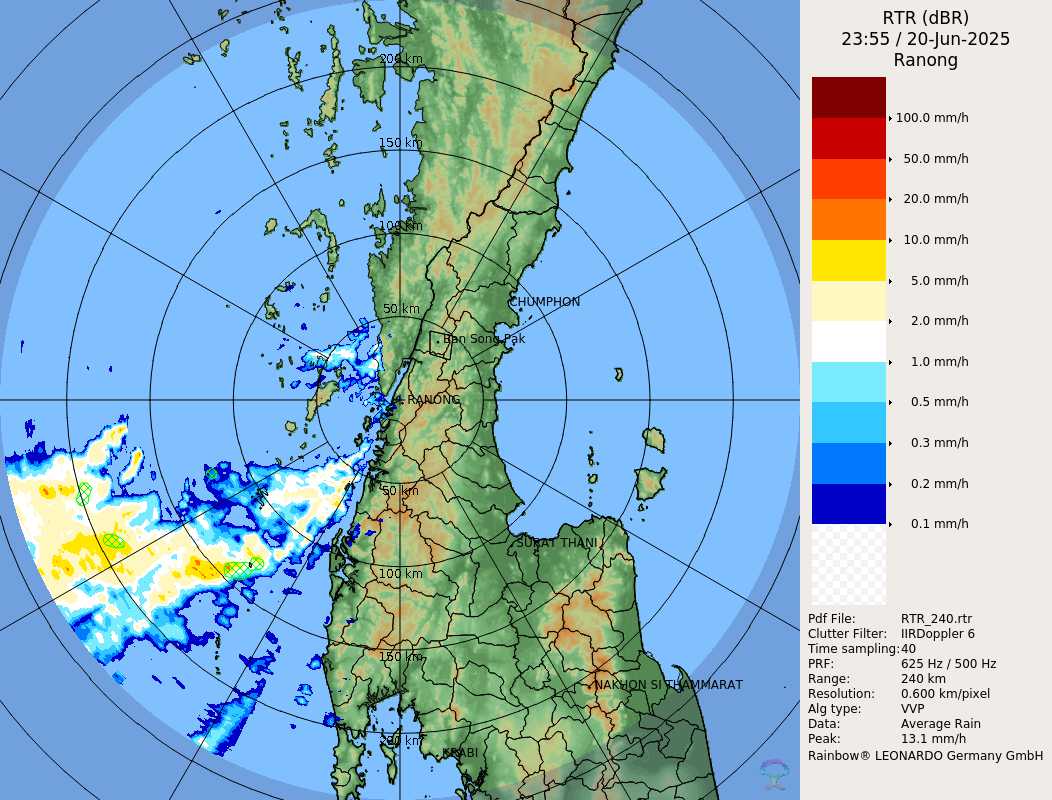 RTR (dBR)
23:55 / 20-Jun-2025
Ranong
100.0 mm/h
50.0 mm/h
20.0 mm/h
10.0 mm/h
5.0 mm/h
2.0 mm/h
1.0 mm/h
0.5 mm/h
0.3 mm/h
0.2 mm/h
0.1 mm/h
Pdf File: RTR_240.rtr
Clutter Filter: IIRDoppler 6
Time sampling: 40
PRF: 625 Hz / 500 Hz
Range: 240 km
Resolution: 0.600 km/pixel
Alg type: VVP
Data: Average Rain
Peak: 13.1 mm/h
Rainbow® LEONARDO Germany GmbH
200 km
150 km
100 km
CHUMPHON
50 km
Ban Song Pak
RANONG
50 km
SURAT THANI
100 km
150 km
NAKHON SI THAMMARAT
200 km
KRABI